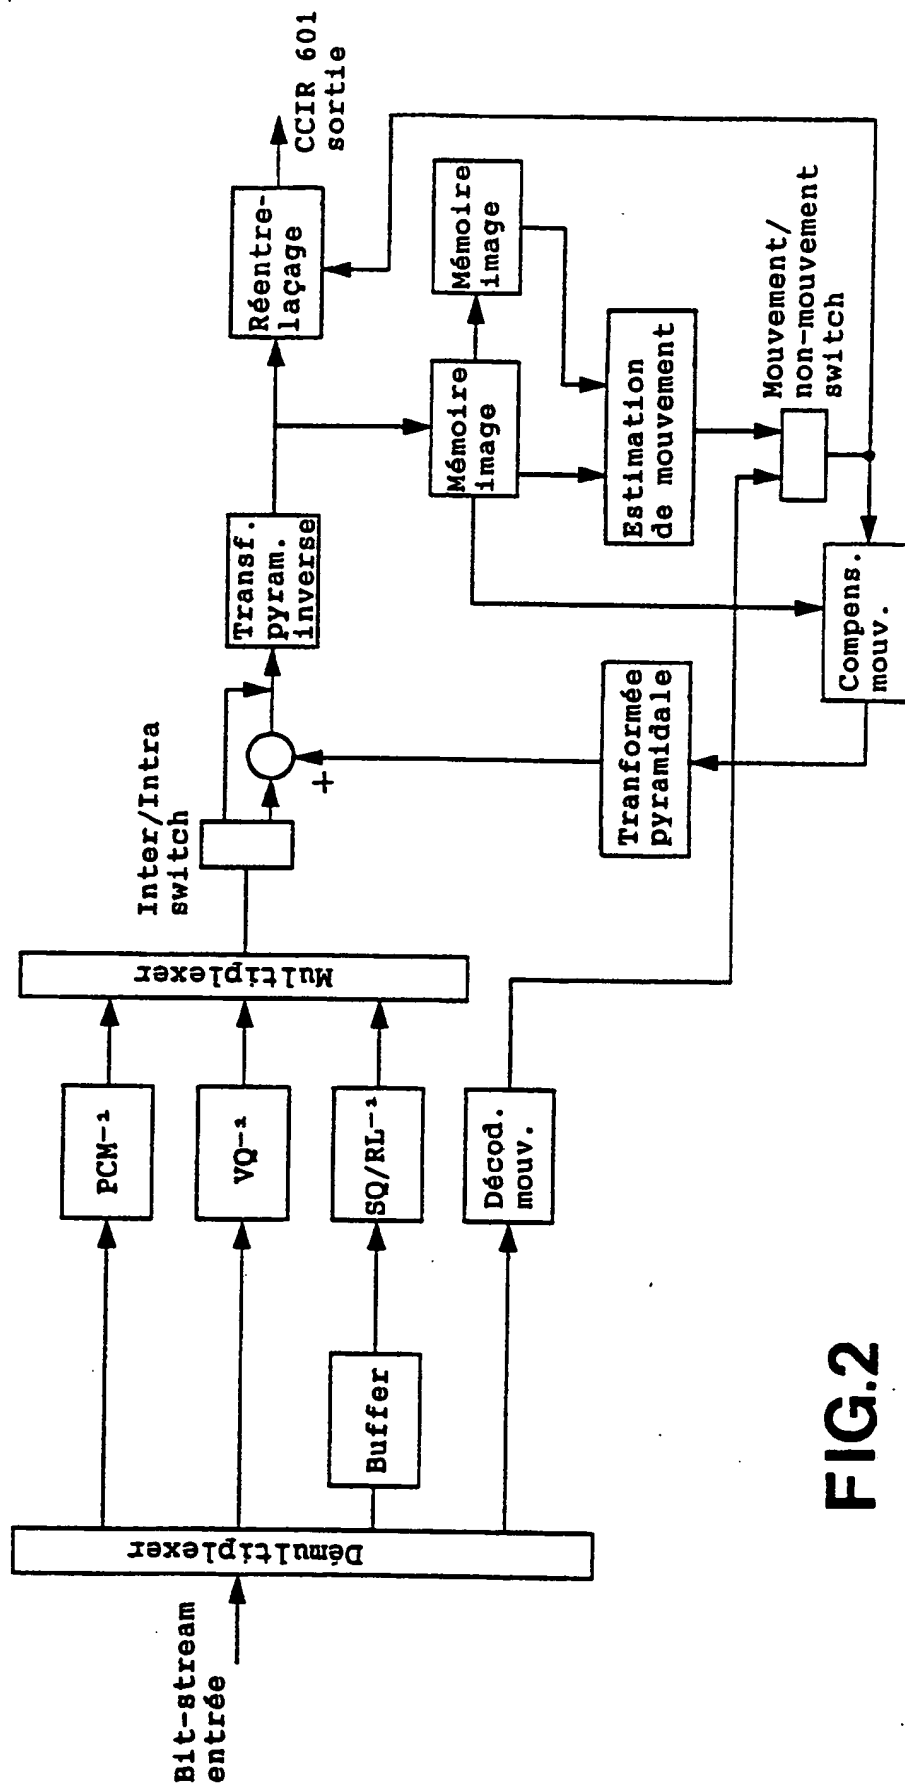 Bit-stream
entrée
Démultiplexer
PCM⁻¹
VQ⁻¹
Buffer
SQ/RL⁻¹
Décod.
mouv.
Multiplexer
Inter/Intra
switch
+
Transf.
pyram.
inverse
Réentre-
laçage
CCIR 601
sortie
Mémoire
image
Mémoire
image
Estimation
de mouvement
Mouvement/
non-mouvement
switch
Tranformée
pyramidale
Compens.
mouv.
FIG.2